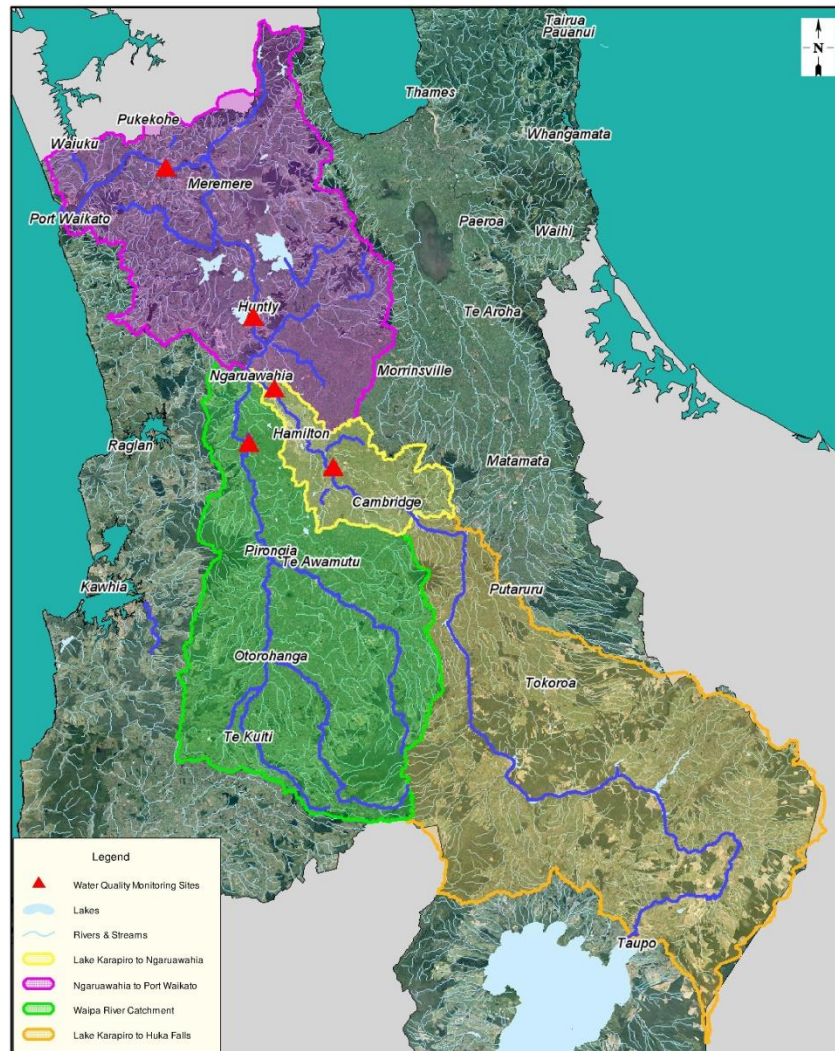 Tairua
Pauanui
N
Thames
Pukekohe
Whangamata
Waiuku
Meremere
Port Waikato
Paeroa
Waihi
Huntly
Te Aroha
Ngaruawahia
Morrinsville
Hamilton
Raglan
Matamata
Cambridge
Pirongia
Te Awamutu
Kawhia
Putaruru
Otorohanga
Tokoroa
Te Kuiti
Taupo
Legend
Water Quality Monitoring Sites
Lakes
Rivers & Streams
Lake Karapiro to Ngaruawahia
Ngaruawahia to Port Waikato
Waipa River Catchment
Lake Karapiro to Huka Falls